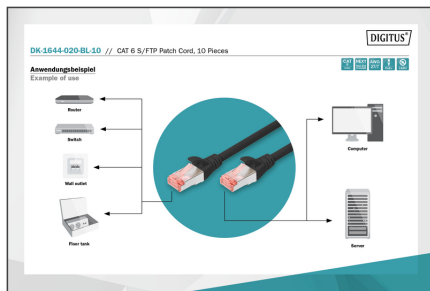 DIGITUS®
DK-1644-020-BL-10 // CAT 6 S/FTP Patch Cord, 10 Pieces
Anwendungsbeispiel
Example of use
Router
Switch
Wall outlet
Floor tank
Computer
Server